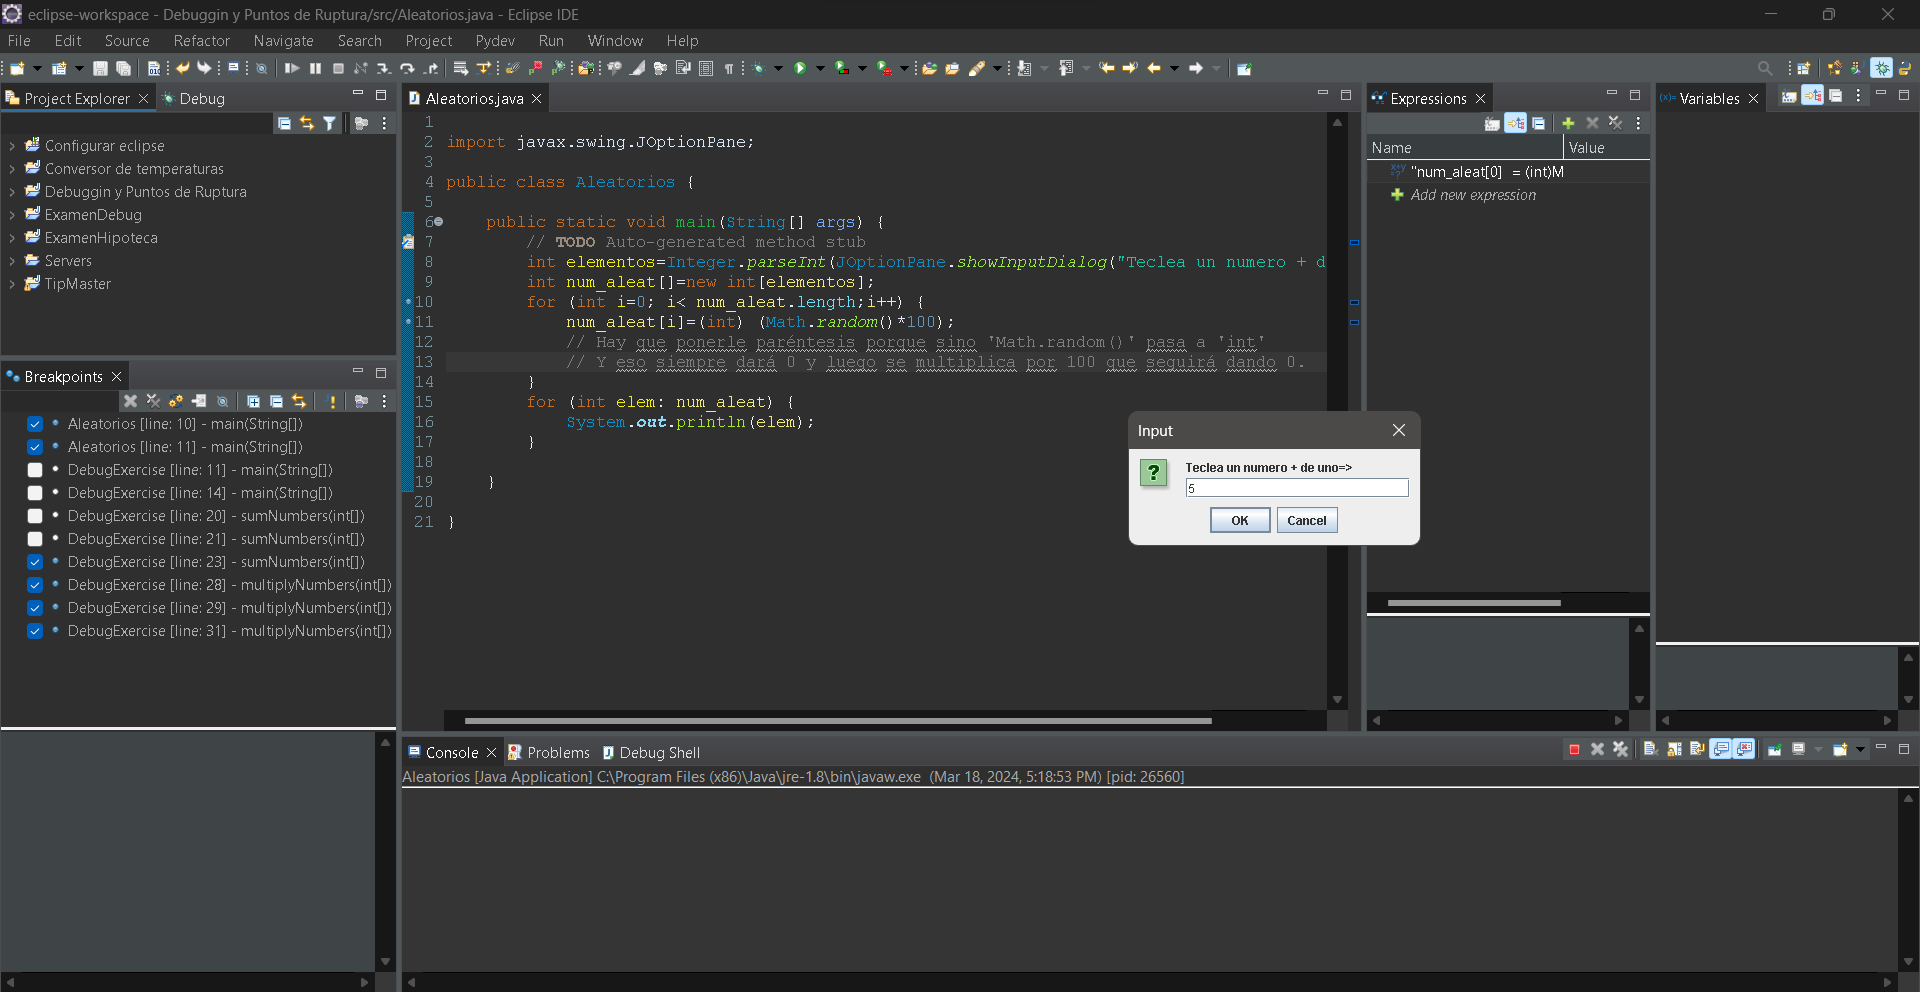 eclipse-workspace - Debuggin y Puntos de Ruptura/src/Aleatorios.java - Eclipse IDE
File Edit Source Refactor Navigate Search Project Pydev Run Window Help
Project Explorer
Debug
Configurar eclipse
Conversor de temperaturas
Debuggin y Puntos de Ruptura
ExamenDebug
ExamenHipoteca
Servers
TipMaster
Breakpoints
Aleatorios [line: 10] - main(String[])
Aleatorios [line: 11] - main(String[])
DebugExercise [line: 11] - main(String[])
DebugExercise [line: 14] - main(String[])
DebugExercise [line: 20] - sumNumbers(int[])
DebugExercise [line: 21] - sumNumbers(int[])
DebugExercise [line: 23] - sumNumbers(int[])
DebugExercise [line: 28] - multiplyNumbers(int[])
DebugExercise [line: 29] - multiplyNumbers(int[])
DebugExercise [line: 31] - multiplyNumbers(int[])
Aleatorios.java
1
2 import javax.swing.JOptionPane;
3
4 public class Aleatorios {
5
6 public static void main(String[] args) {
7 // TODO Auto-generated method stub
8 int elementos=Integer.parseInt(JOptionPane.showInputDialog("Teclea un numero + d
9 int num_aleat[]=new int[elementos];
10 for (int i=0; i< num_aleat.length;i++) {
11 num_aleat[i]=(int) (Math.random()*100);
12 // Hay que ponerle paréntesis porque sino 'Math.random()' pasa a 'int'
13 // Y eso siempre dará 0 y luego se multiplica por 100 que seguirá dando 0.
14 }
15 for (int elem: num_aleat) {
16 System.out.println(elem);
17 }
18
19 }
20
21 }
Input
Teclea un numero + de uno=>
5
OK Cancel
Expressions
Name Value
"num_aleat[0] = (int)M
Add new expression
(x)= Variables
Console Problems Debug Shell
Aleatorios [Java Application] C:\Program Files (x86)\Java\jre-1.8\bin\javaw.exe (Mar 18, 2024, 5:18:53 PM) [pid: 26560]